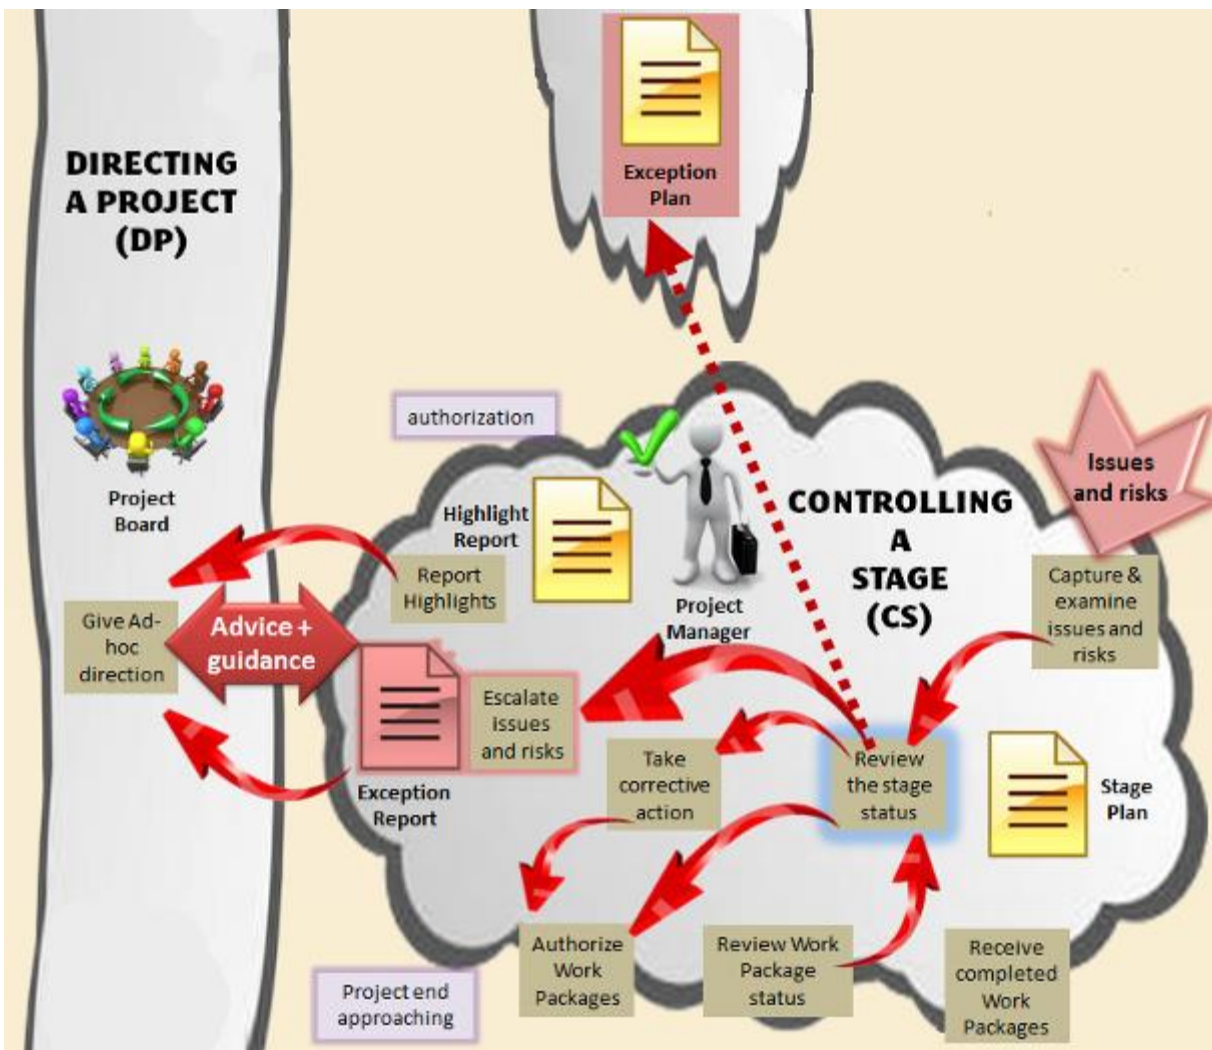 Exception
Plan
DIRECTING
A PROJECT
(DP)
Project
Board
authorization
Highlight
Report
Report
Highlights
Project
Manager
CONTROLLING
A
STAGE
(CS)
Issues
and risks
Capture &
examine
issues and
risks
Give Ad-
hoc
direction
Advice +
guidance
Escalate
issues
and risks
Exception
Report
Take
corrective
action
Review
the stage
status
Stage
Plan
Authorize
Work
Packages
Review Work
Package
status
Receive
completed
Work
Packages
Project end
approaching